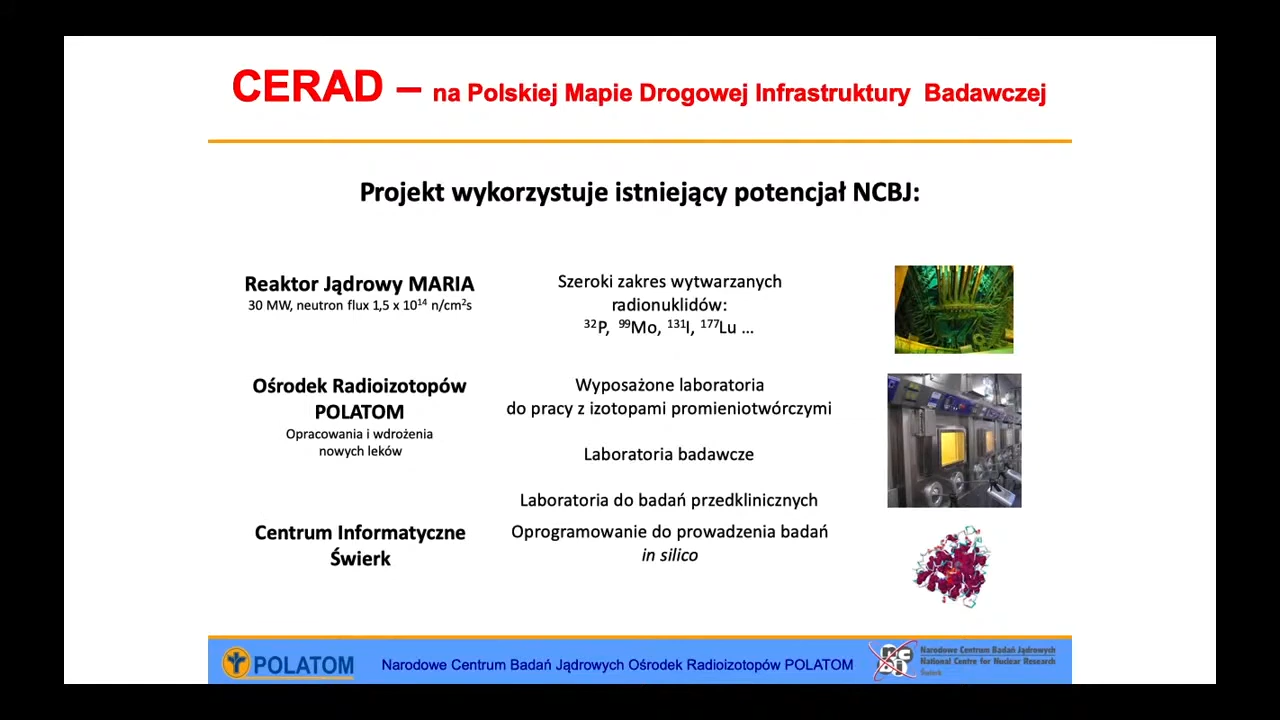 CERAD – na Polskiej Mapie Drogowej Infrastruktury Badawczej
Projekt wykorzystuje istniejący potencjał NCBJ:
Reaktor Jądrowy MARIA
30 MW, neutron flux 1,5 x 10¹⁴ n/cm²s
Szeroki zakres wytwarzanych
radionuklidów:
³²P, ⁹⁹Mo, ¹³¹I, ¹⁷⁷Lu ...
Ośrodek Radioizotopów
POLATOM
Opracowania i wdrożenia
nowych leków
Wyposażone laboratoria
do pracy z izotopami promieniotwórczymi
Laboratoria badawcze
Laboratoria do badań przedklinicznych
Centrum Informatyczne
Świerk
Oprogramowanie do prowadzenia badań
in silico
POLATOM
Narodowe Centrum Badań Jądrowych Ośrodek Radioizotopów POLATOM
Narodowe Centrum Badań Jądrowych
National Centre for Nuclear Research
Świerk